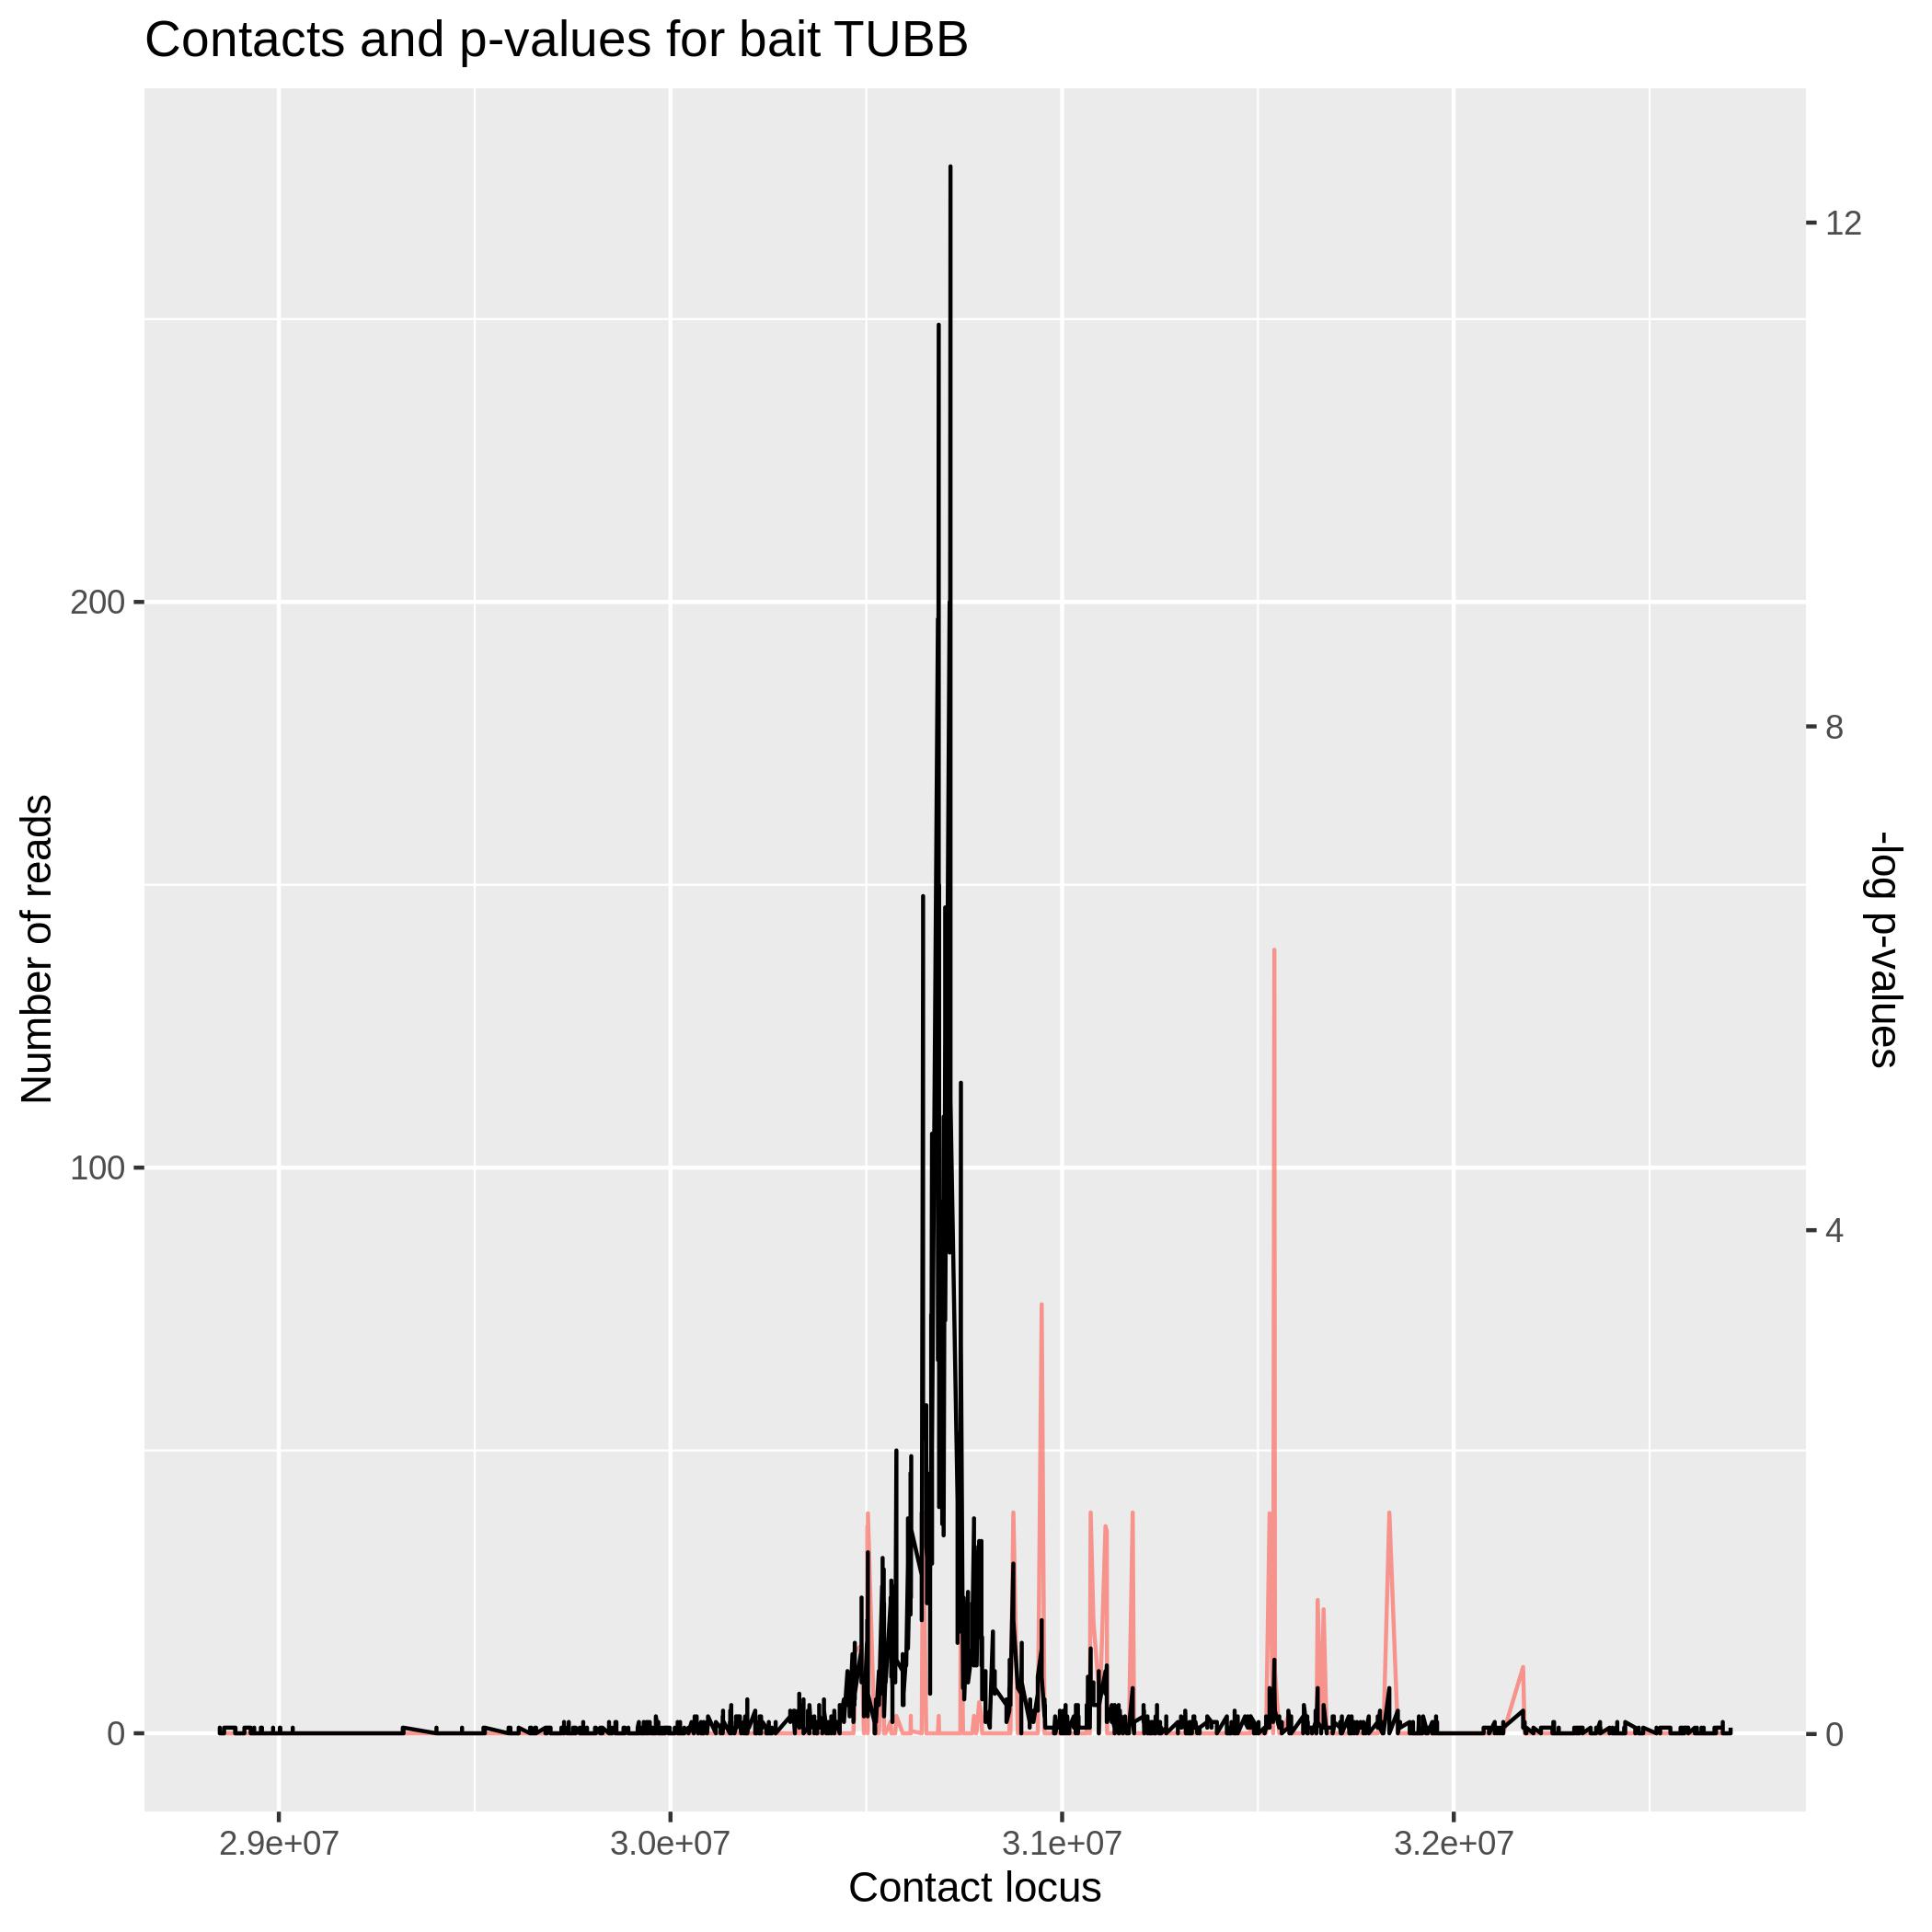 Contacts and p-values for bait TUBB
Number of reads
200
100
0
12
8
4
0
-log p-values
2.9e+07
3.0e+07
3.1e+07
3.2e+07
Contact locus